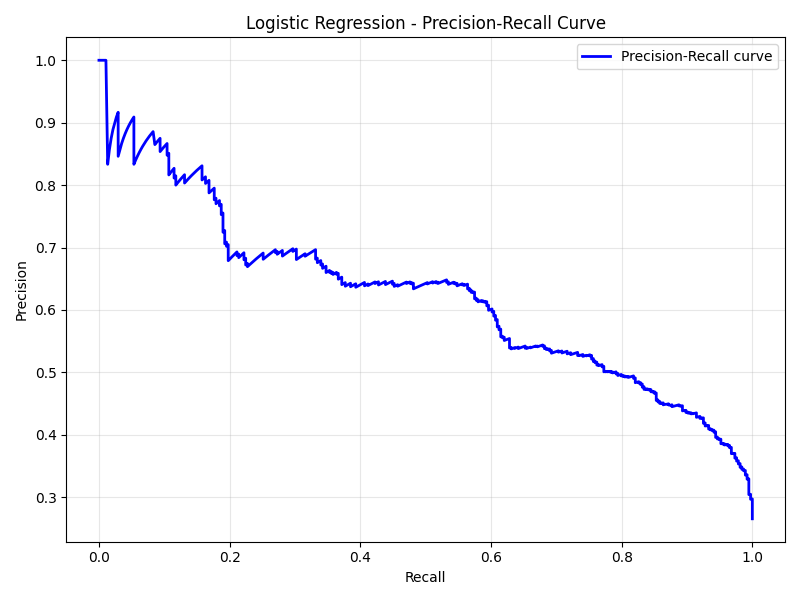 Logistic Regression - Precision-Recall Curve
Precision-Recall curve
1.0
0.9
0.8
0.7
0.6
0.5
0.4
0.3
Precision
0.0 0.2 0.4 0.6 0.8 1.0
Recall